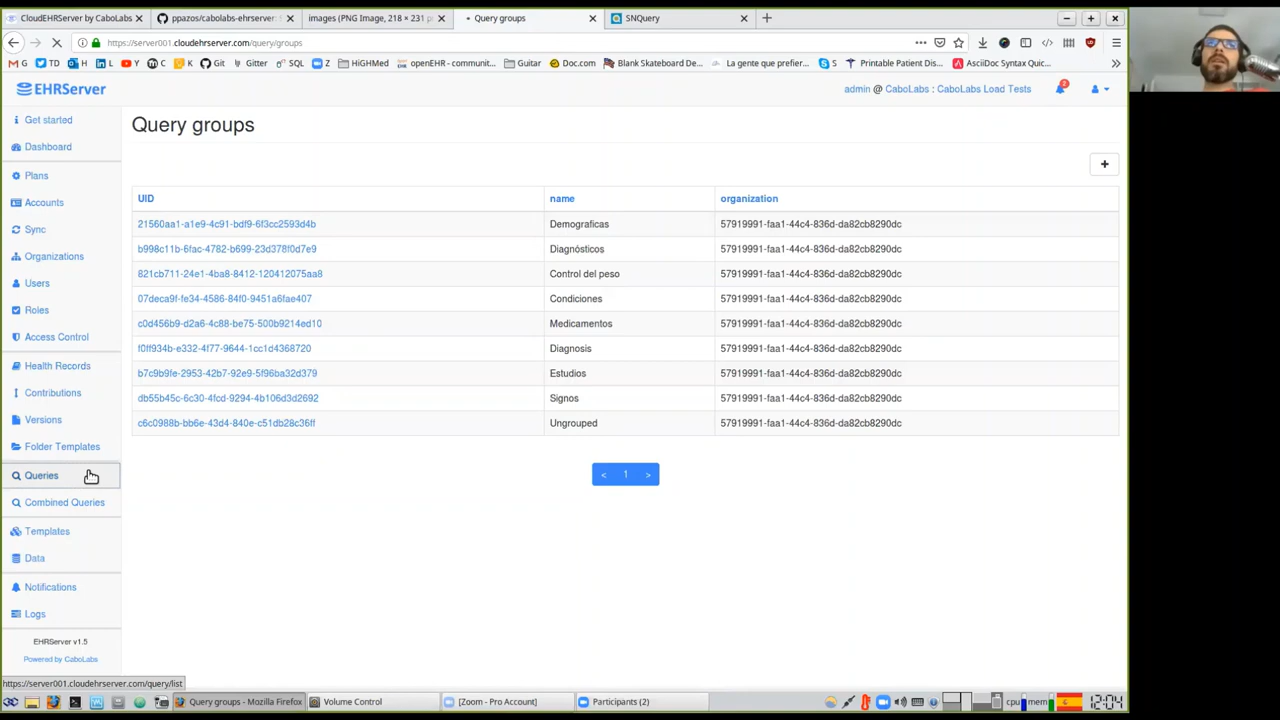 CloudEHRServer by CaboLabs
ppazos/cabolabs-ehrserver:
images (PNG Image, 218 × 231 p
Query groups
SNQuery
https://server001.cloudehrserver.com/query/groups
G
TD
H
L
Y
C
K
Git
Gitter
SQL
Z
HiGHMed
openEHR - communit...
Guitar
Doc.com
Blank Skateboard De...
La gente que prefier...
S
Printable Patient Dis...
AsciiDoc Syntax Quic...
EHRServer
admin @ CaboLabs : CaboLabs Load Tests
Get started
Dashboard
Plans
Accounts
Sync
Organizations
Users
Roles
Access Control
Health Records
Contributions
Versions
Folder Templates
Queries
Combined Queries
Templates
Data
Notifications
Logs
EHRServer v1.5
Powered by CaboLabs
Query groups
+
UID name organization
21560aa1-a1e9-4c91-bdf9-6f3cc2593d4b Demograficas 57919991-faa1-44c4-836d-da82cb8290dc
b998c11b-6fac-4782-b699-23d378f0d7e9 Diagnósticos 57919991-faa1-44c4-836d-da82cb8290dc
821cb711-24e1-4ba8-8412-120412075aa8 Control del peso 57919991-faa1-44c4-836d-da82cb8290dc
07deca9f-fe34-4586-84f0-9451a6fae407 Condiciones 57919991-faa1-44c4-836d-da82cb8290dc
c0d456b9-d2a6-4c88-be75-500b9214ed10 Medicamentos 57919991-faa1-44c4-836d-da82cb8290dc
f0ff934b-e332-4f77-9644-1cc1d4368720 Diagnosis 57919991-faa1-44c4-836d-da82cb8290dc
b7c9b9fe-2953-42b7-92e9-5f96ba32d379 Estudios 57919991-faa1-44c4-836d-da82cb8290dc
db55b45c-6c30-4fcd-9294-4b106d3d2692 Signos 57919991-faa1-44c4-836d-da82cb8290dc
c6c0988b-bb6e-43d4-840e-c51db28c36ff Ungrouped 57919991-faa1-44c4-836d-da82cb8290dc
< 1 >
https://server001.cloudehrserver.com/query/list
Query groups - Mozilla Firefox
Volume Control
[Zoom - Pro Account]
Participants (2)
cpu
mem
12:04